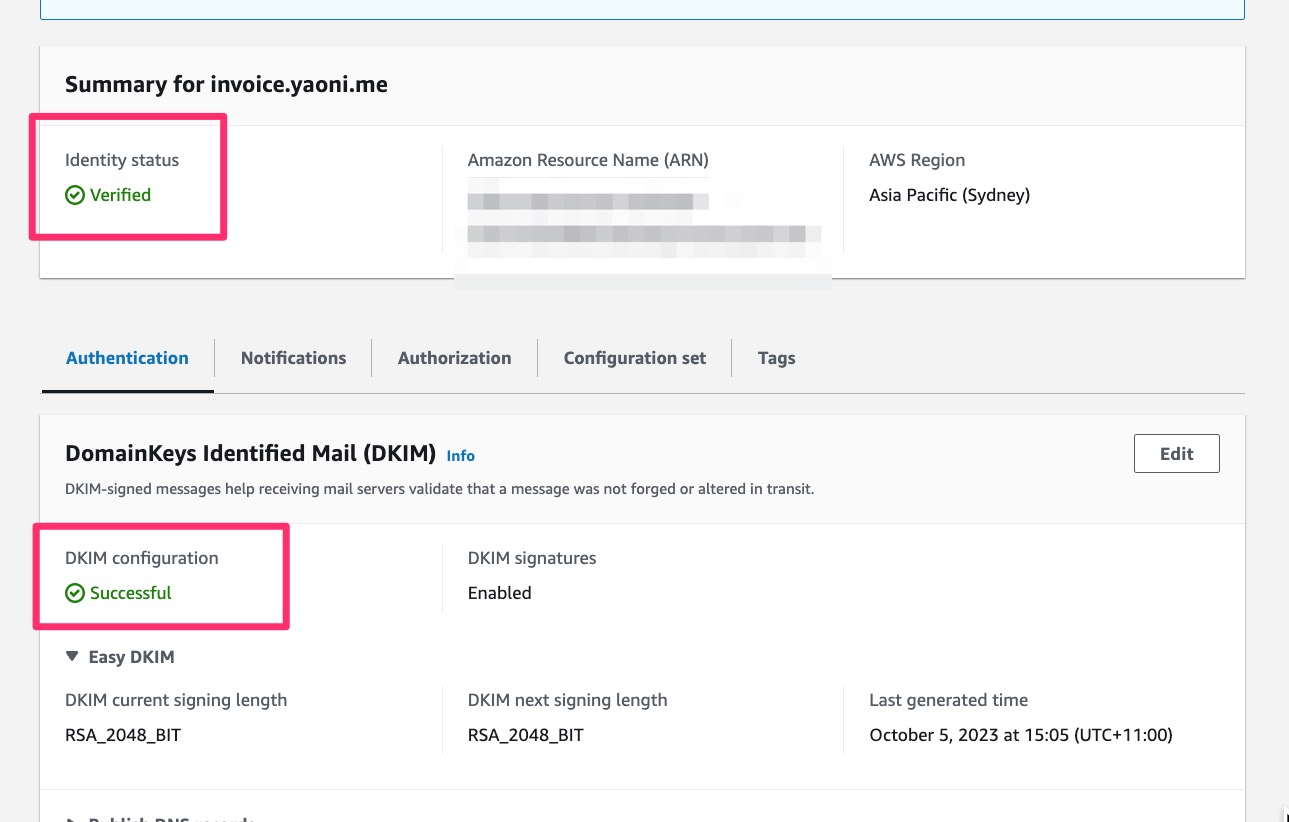 Summary for invoice.yaoni.me
Identity status
Verified
Amazon Resource Name (ARN)
AWS Region
Asia Pacific (Sydney)
Authentication
Notifications
Authorization
Configuration set
Tags
DomainKeys Identified Mail (DKIM) Info
Edit
DKIM-signed messages help receiving mail servers validate that a message was not forged or altered in transit.
DKIM configuration
Successful
DKIM signatures
Enabled
Easy DKIM
DKIM current signing length
RSA_2048_BIT
DKIM next signing length
RSA_2048_BIT
Last generated time
October 5, 2023 at 15:05 (UTC+11:00)
Publish DNS records